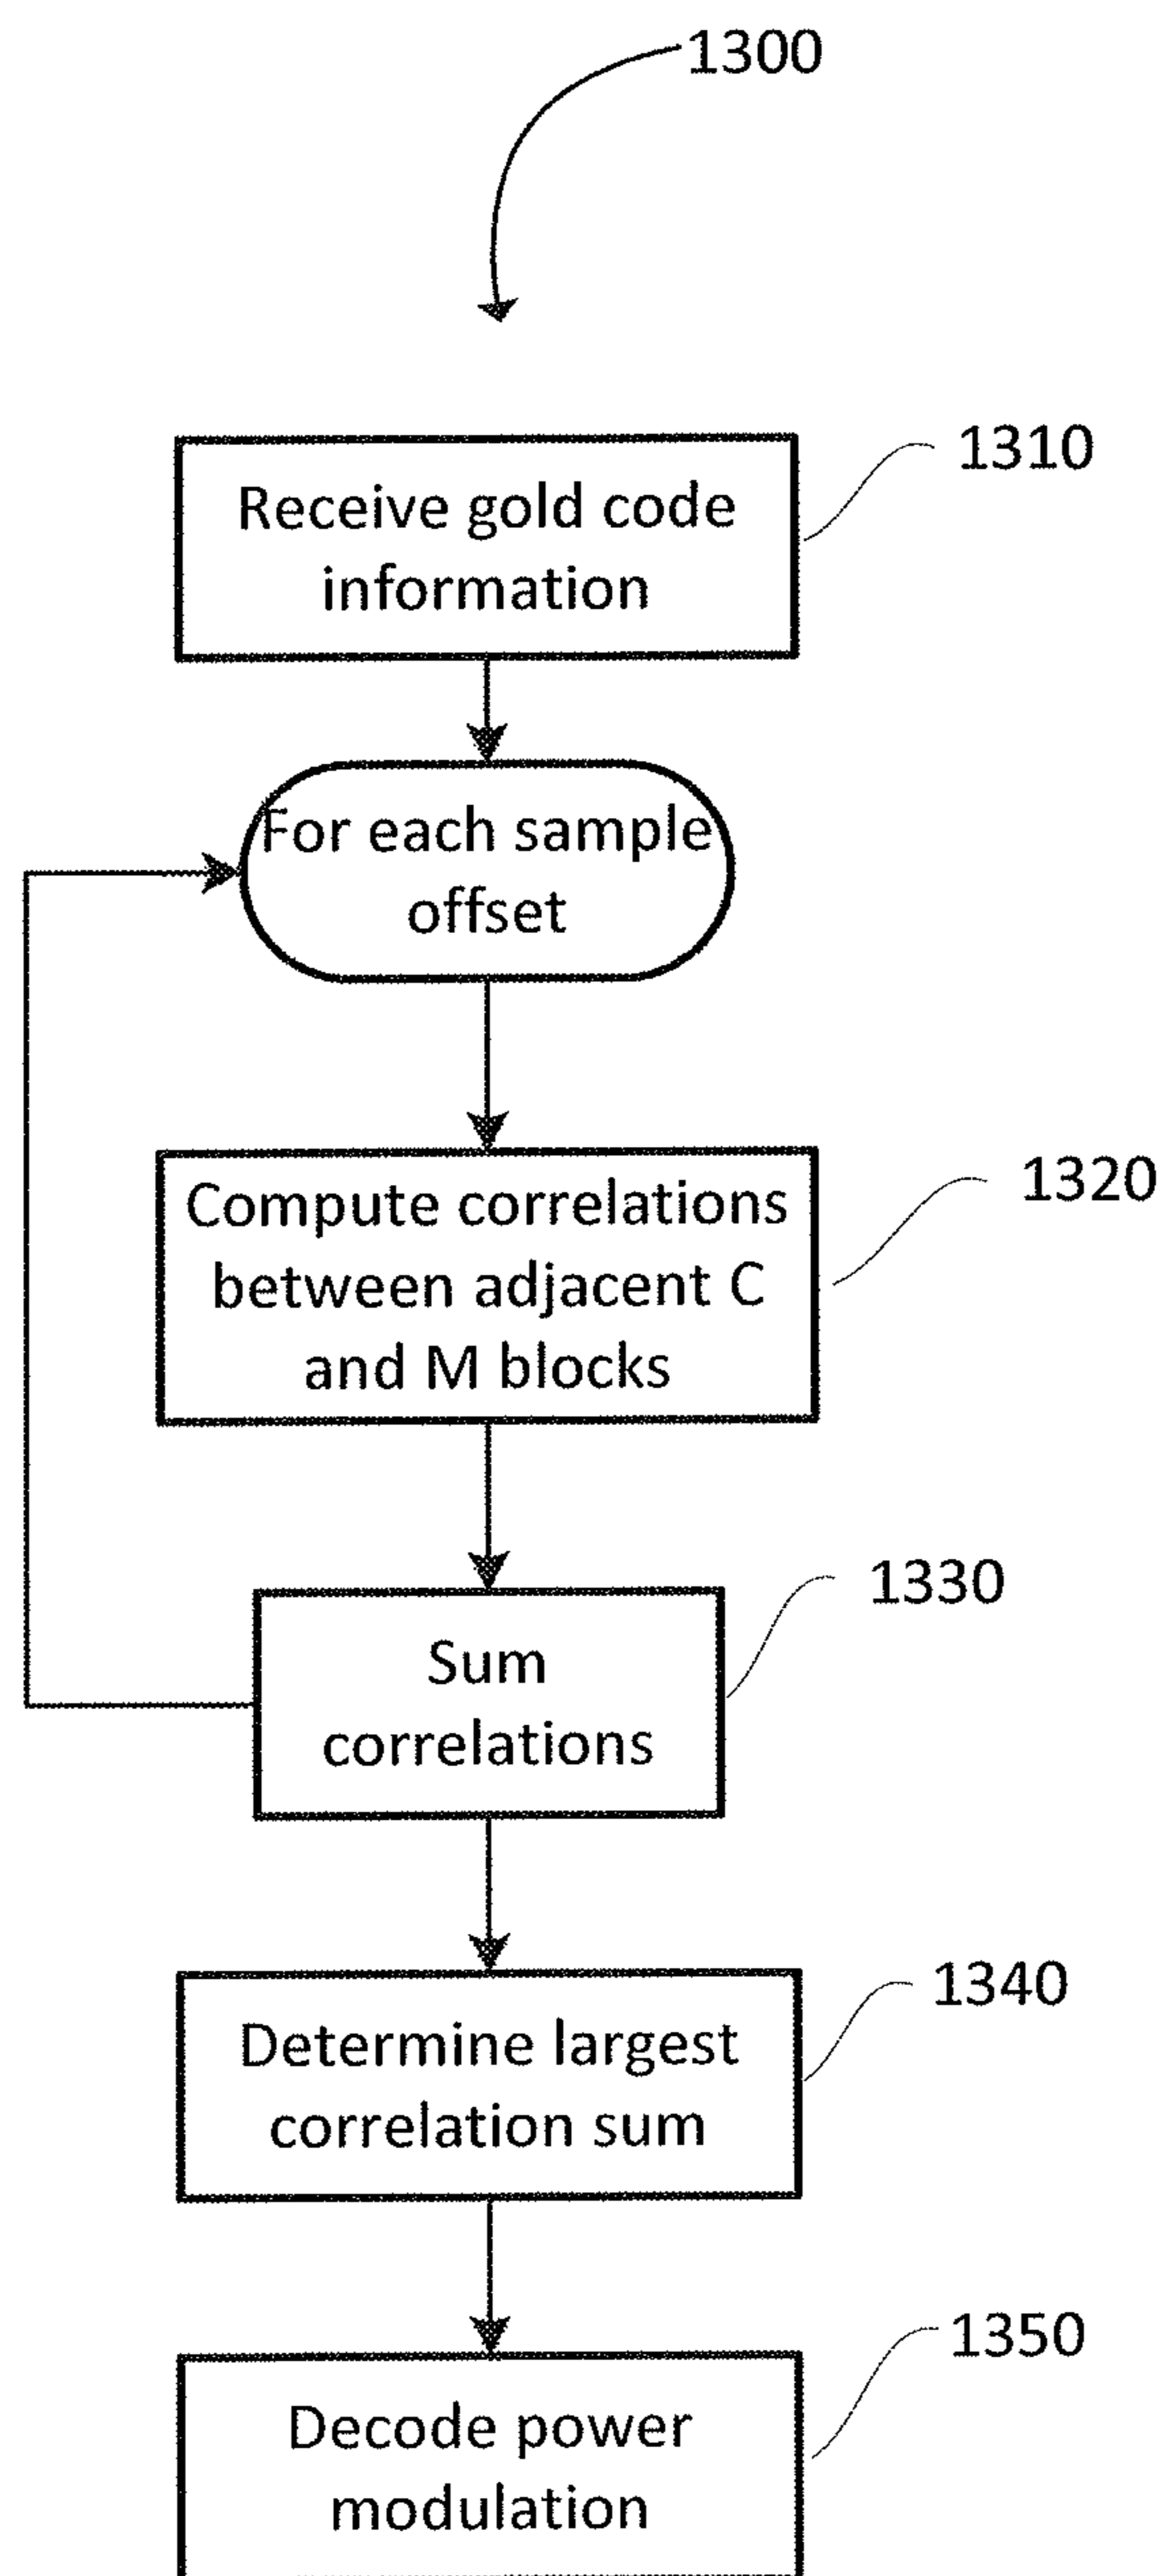 1300
Receive gold code
information
1310
For each sample
offset
Compute correlations
between adjacent C
and M blocks
1320
Sum
correlations
1330
Determine largest
correlation sum
1340
Decode power
modulation
1350